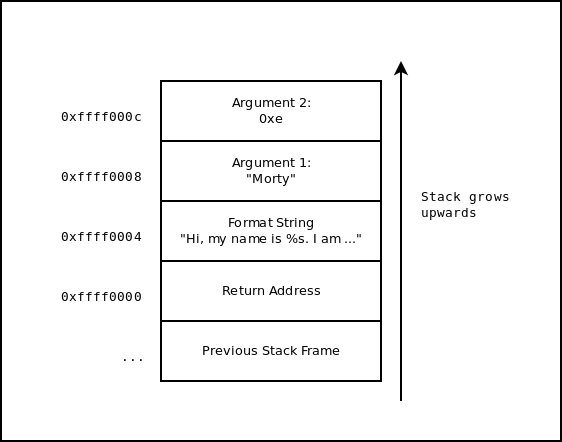 0xffff000c
Argument 2:
0xe
0xffff0008
Argument 1:
"Morty"
Stack grows
upwards
0xffff0004
Format String
"Hi, my name is %s. I am ..."
0xffff0000
Return Address
...
Previous Stack Frame